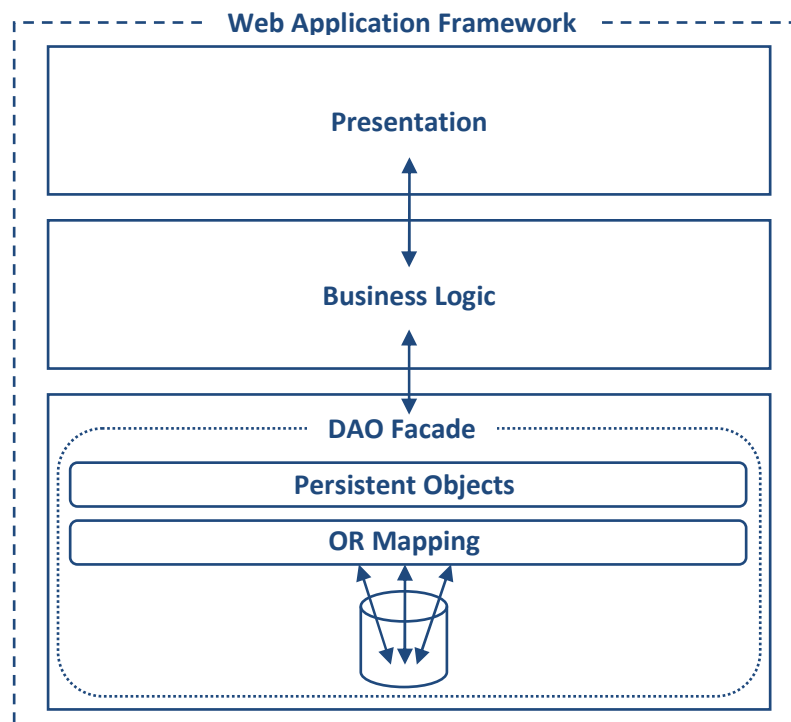 Web Application Framework
Presentation
Business Logic
DAO Facade
Persistent Objects
OR Mapping